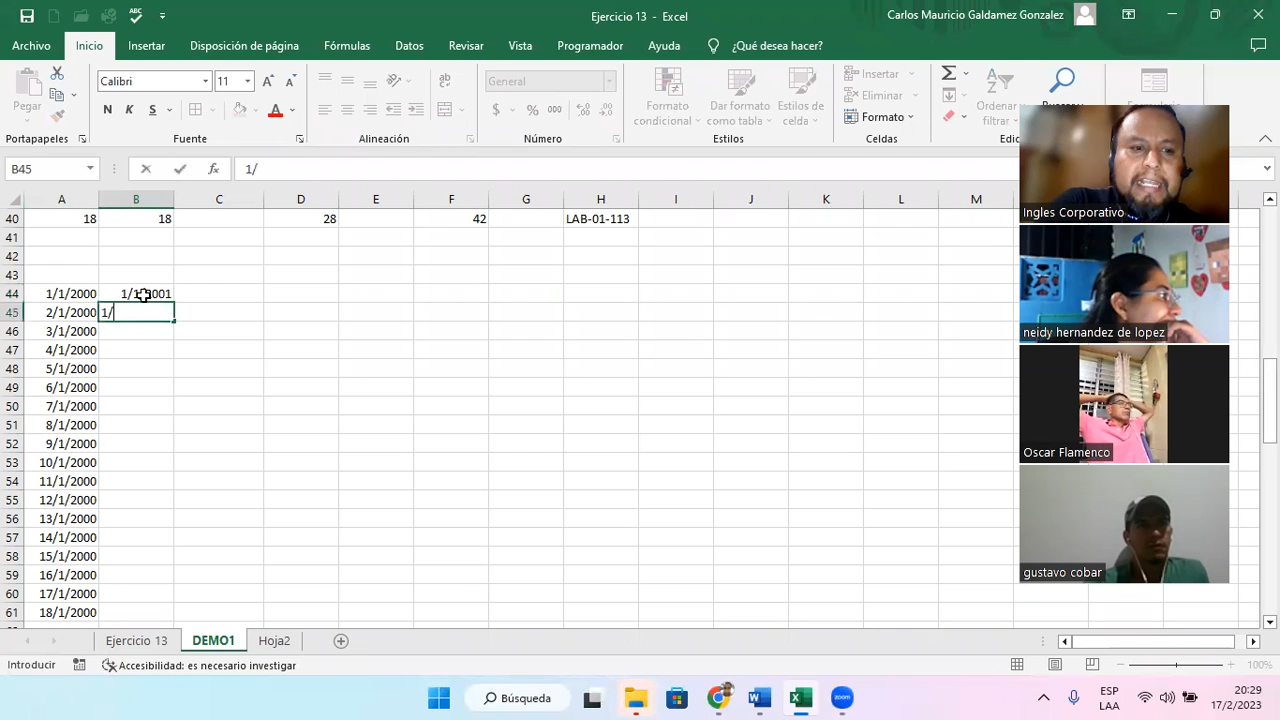 Ejercicio 13 - Excel
Carlos Mauricio Galdamez Gonzalez
Archivo Inicio Insertar Disposición de página Fórmulas Datos Revisar Vista Programador Ayuda ¿Qué desea hacer?
Pegar
Calibri 11
N K S
General
$ % 000
Formato condicional
Dar formato como tabla
Estilos de celda
Insertar
Eliminar
Formato
Portapapeles Fuente Alineación Número Estilos Celdas
B45 1/
A B C D E F G H I J K L M
40 18 18 28 42 LAB-01-113
41
42
43
44 1/1/2000 1/1/2001
45 2/1/2000 1/
46 3/1/2000
47 4/1/2000
48 5/1/2000
49 6/1/2000
50 7/1/2000
51 8/1/2000
52 9/1/2000
53 10/1/2000
54 11/1/2000
55 12/1/2000
56 13/1/2000
57 14/1/2000
58 15/1/2000
59 16/1/2000
60 17/1/2000
61 18/1/2000
Ingles Corporativo
neidy hernandez de lopez
Oscar Flamenco
gustavo cobar
Ejercicio 13 DEMO1 Hoja2
Introducir Accesibilidad: es necesario investigar 100%
Búsqueda
ESP
LAA
20:29
17/2/2023